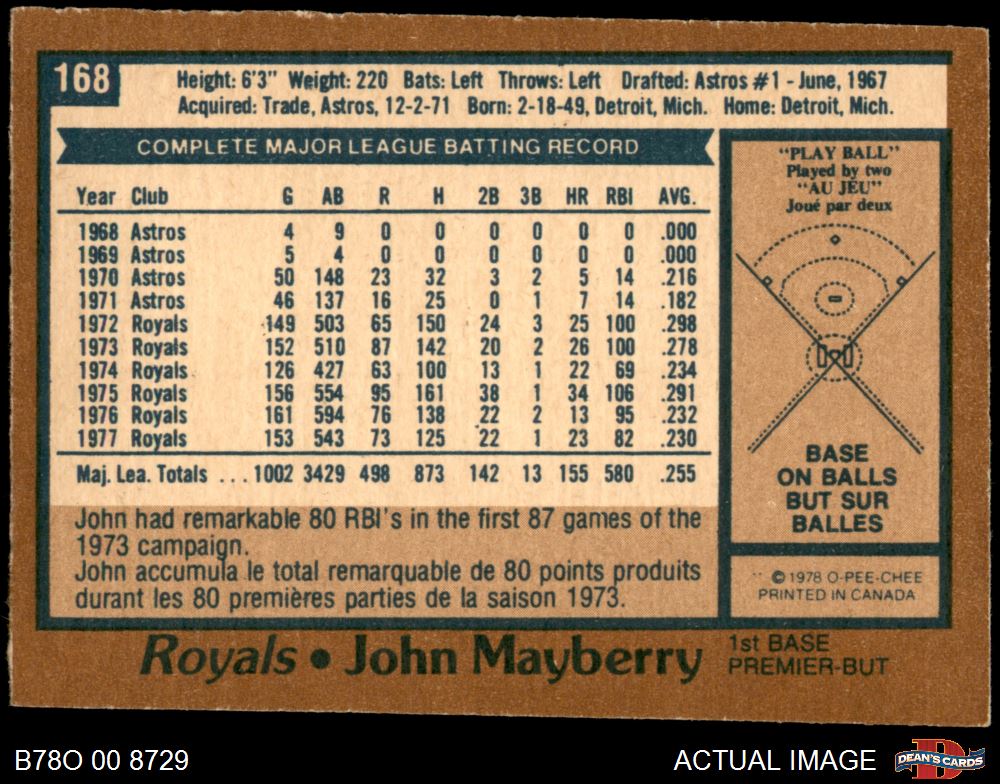 168
Height: 6'3" Weight: 220 Bats: Left Throws: Left Drafted: Astros #1 - June, 1967
Acquired: Trade, Astros, 12-2-71 Born: 2-18-49, Detroit, Mich. Home: Detroit, Mich.
COMPLETE MAJOR LEAGUE BATTING RECORD
Year Club G AB R H 2B 3B HR RBI AVG.
1968 Astros 4 9 0 0 0 0 0 0 .000
1969 Astros 5 4 0 0 0 0 0 0 .000
1970 Astros 50 148 23 32 3 2 5 14 .216
1971 Astros 46 137 16 25 0 1 7 14 .182
1972 Royals 149 503 65 150 24 3 25 100 .298
1973 Royals 152 510 87 142 20 2 26 100 .278
1974 Royals 126 427 63 100 13 1 22 69 .234
1975 Royals 156 554 95 161 38 1 34 106 .291
1976 Royals 161 594 76 138 22 2 13 95 .232
1977 Royals 153 543 73 125 22 1 23 82 .230
Maj. Lea. Totals ... 1002 3429 498 873 142 13 155 580 .255
John had remarkable 80 RBI's in the first 87 games of the
1973 campaign.
John accumula le total remarquable de 80 points produits
durant les 80 premières parties de la saison 1973.
"PLAY BALL"
Played by two
"AU JEU"
Joué par deux
BASE
ON BALLS
BUT SUR
BALLES
© 1978 O-PEE-CHEE
PRINTED IN CANADA
Royals • John Mayberry
1st BASE
PREMIER-BUT
B78O 00 8729
ACTUAL IMAGE
DEAN'S CARDS